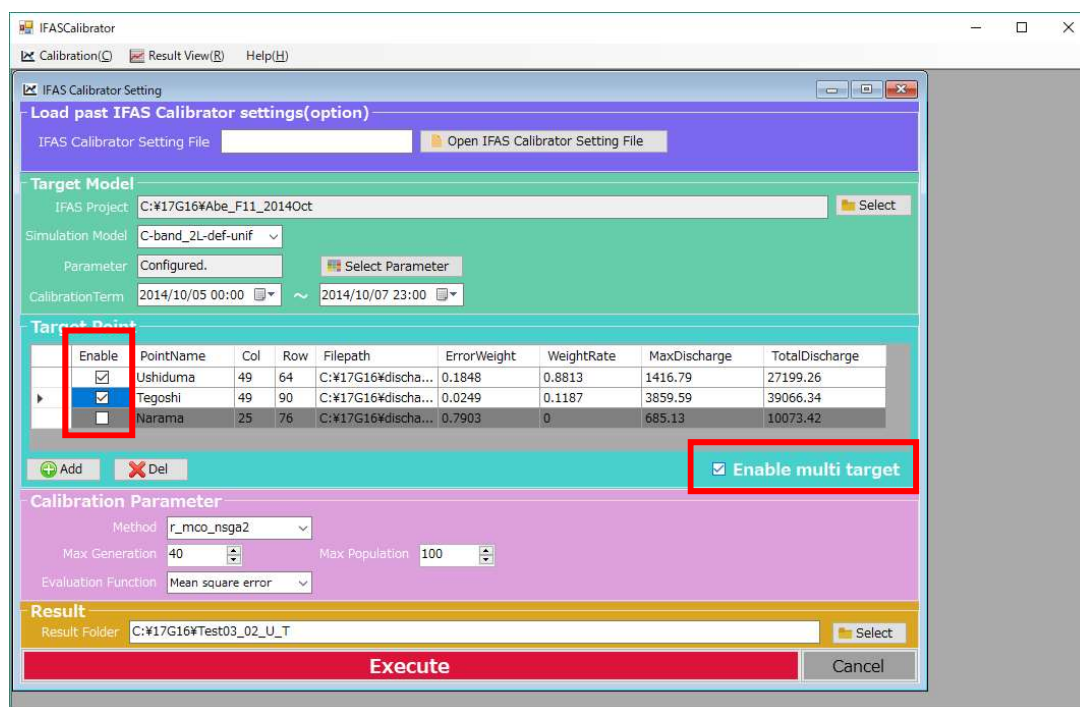 IFASCalibrator
Calibration(C) Result View(R) Help(H)
IFAS Calibrator Setting
Load past IFAS Calibrator settings(option)
IFAS Calibrator Setting File Open IFAS Calibrator Setting File
Target Model
IFAS Project C:¥17G16¥Abe_F11_2014Oct Select
Simulation Model C-band_2L-def-unif
Parameter Configured. Select Parameter
CalibrationTerm 2014/10/05 00:00 ～ 2014/10/07 23:00
Target Point
Enable PointName Col Row Filepath ErrorWeight WeightRate MaxDischarge TotalDischarge
Ushiduma 49 64 C:¥17G16¥discha... 0.1848 0.8813 1416.79 27199.26
Tegoshi 49 90 C:¥17G16¥discha... 0.0249 0.1187 3859.59 39066.34
Narama 25 76 C:¥17G16¥discha... 0.7903 0 685.13 10073.42
Add Del Enable multi target
Calibration Parameter
Method r_mco_nsga2
Max Generation 40 Max Population 100
Evaluation Function Mean square error
Result
Result Folder C:¥17G16¥Test03_02_U_T Select
Execute Cancel